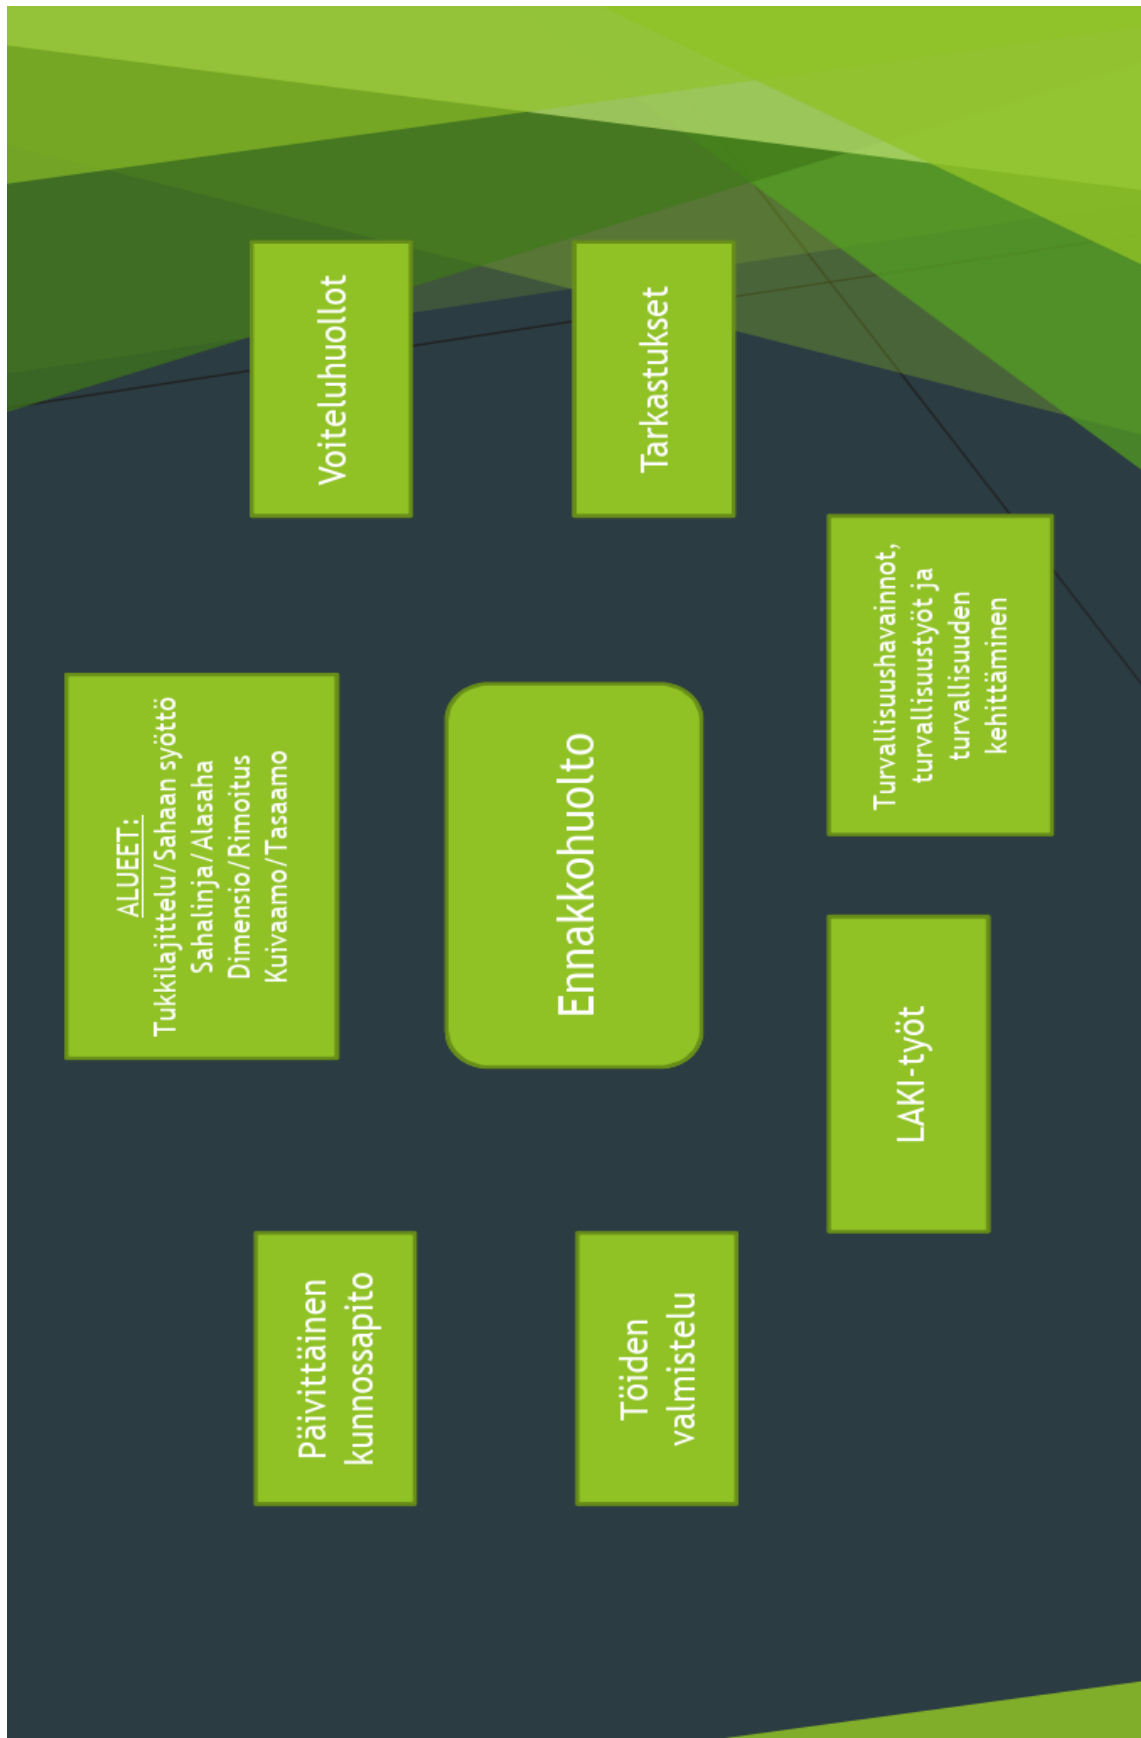 ALUEET:
Tukkilajittelu/Sahaan syöttö
Sahalinja/Alasaha
Dimensio/Rimoitus
Kuivaamo/Tasaamo
Päivittäinen
kunnossapito
Voiteluhuollot
Ennakkohuolto
Töiden
valmistelu
Tarkastukset
LAKI-työt
Turvallisuushavainnot,
turvallisuustyöt ja
turvallisuuden
kehittäminen